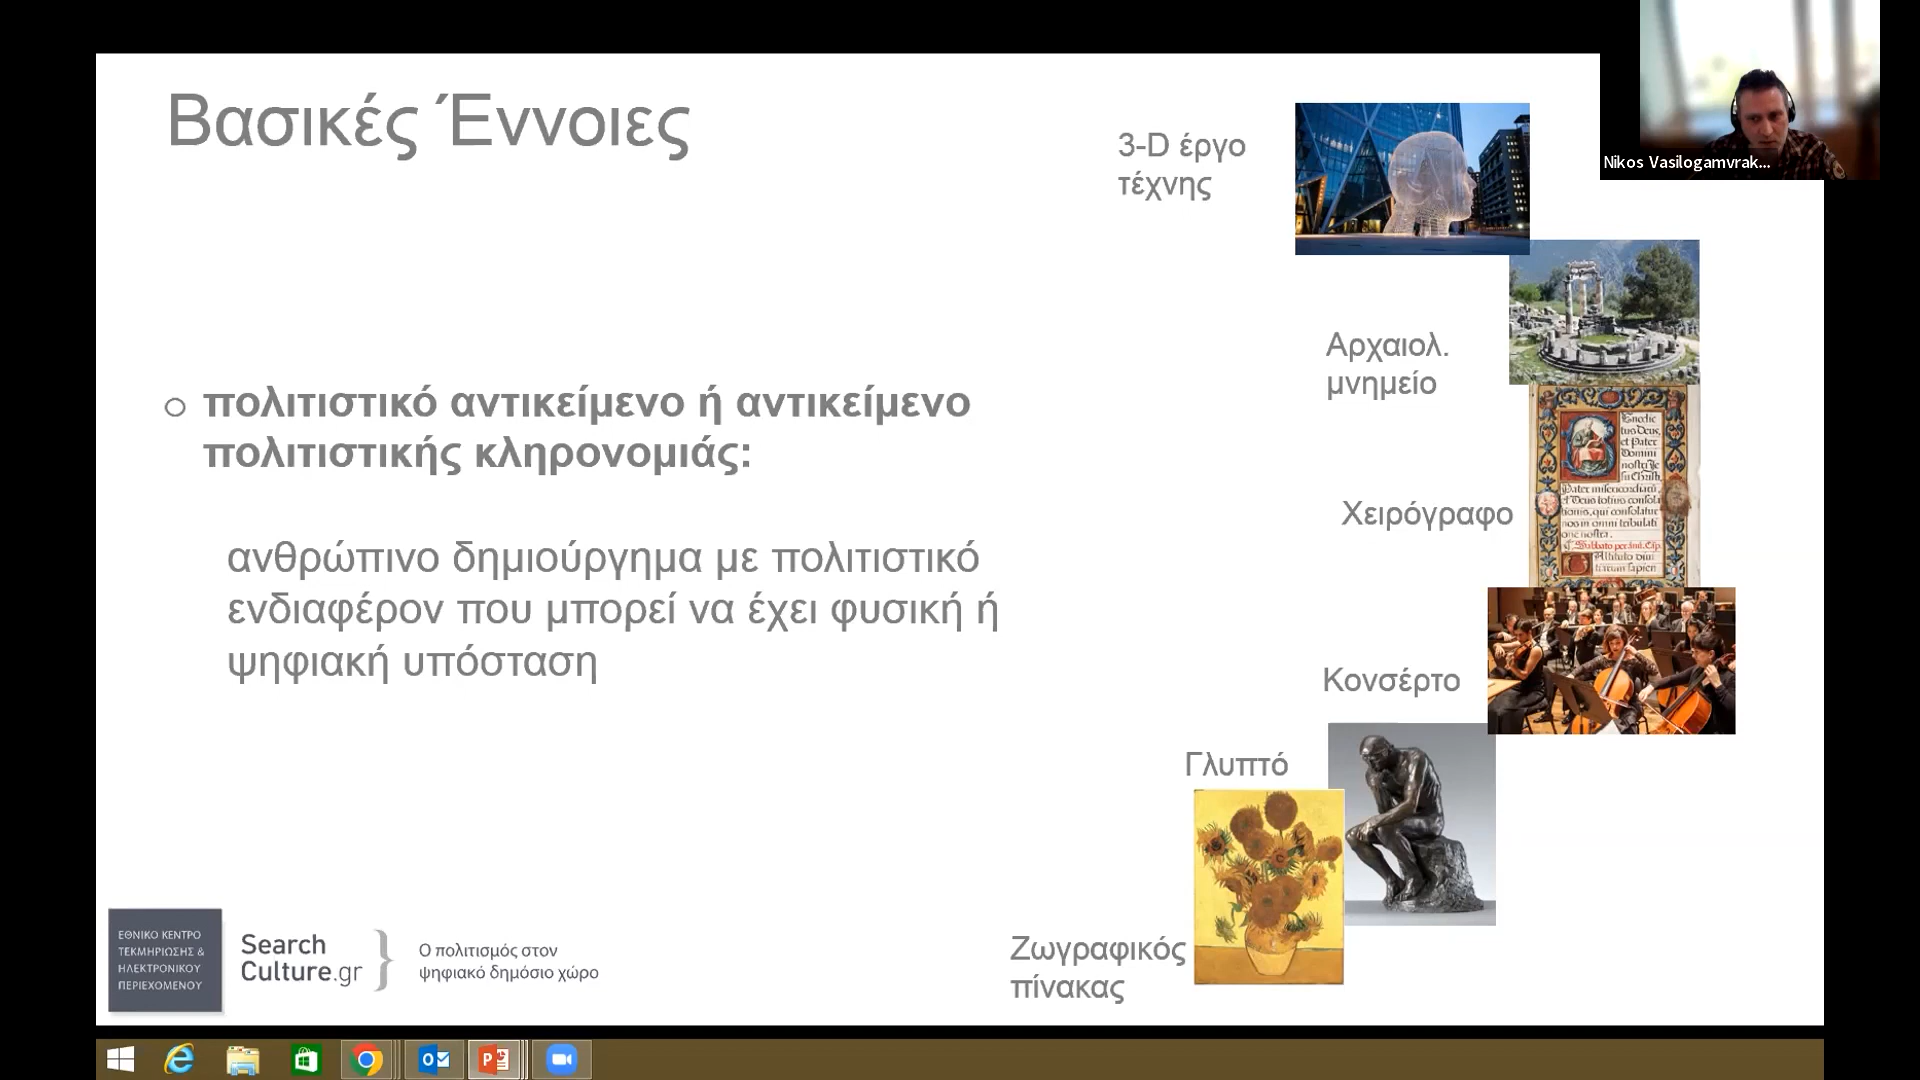 Βασικές Έννοιες
πολιτιστικό αντικείμενο ή αντικείμενο
πολιτιστικής κληρονομιάς:
ανθρώπινο δημιούργημα με πολιτιστικό
ενδιαφέρον που μπορεί να έχει φυσική ή
ψηφιακή υπόσταση
3-D έργο
τέχνης
Αρχαιολ.
μνημείο
Χειρόγραφο
Κονσέρτο
Γλυπτό
Ζωγραφικός
πίνακας
Nikos Vasilogamvrak...
ΕΘΝΙΚΟ ΚΕΝΤΡΟ
ΤΕΚΜΗΡΙΩΣΗΣ &
ΗΛΕΚΤΡΟΝΙΚΟΥ
ΠΕΡΙΕΧΟΜΕΝΟΥ
Search
Culture.gr
Ο πολιτισμός στον
ψηφιακό δημόσιο χώρο